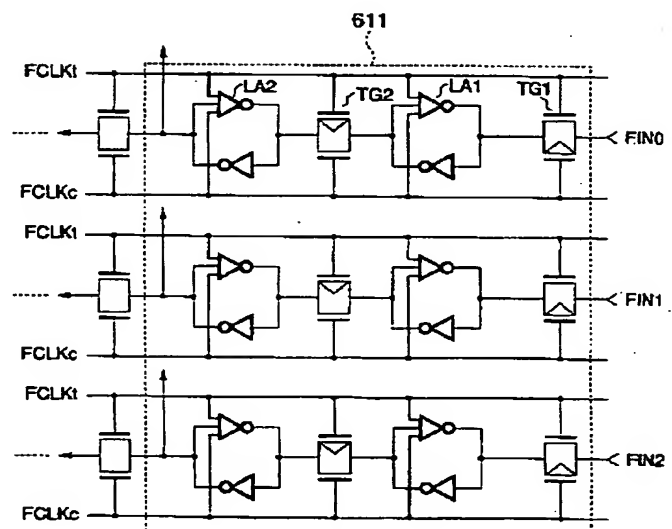 611
FCLKt
LA2
TG2
LA1
TG1
FIN0
FCLKc
FCLKt
FIN1
FCLKc
FCLKt
FIN2
FCLKc